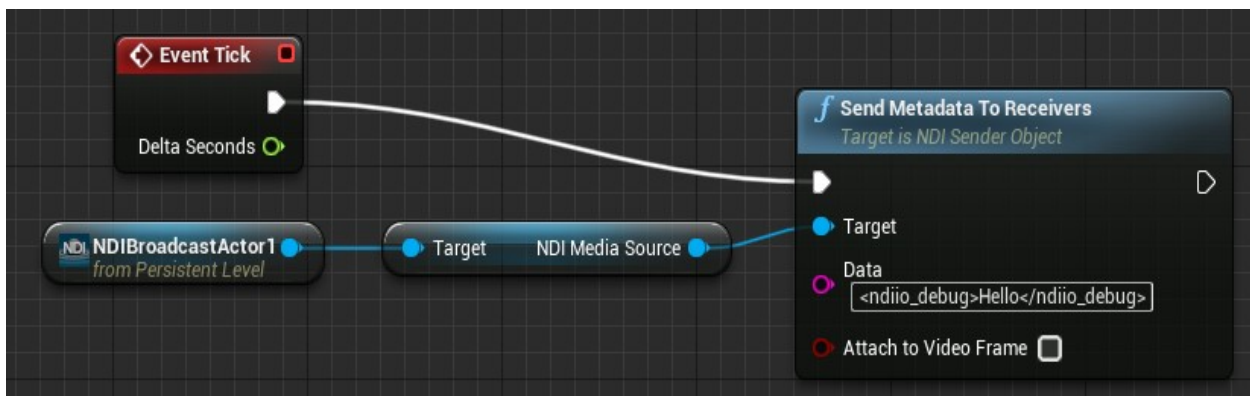 Event Tick
Delta Seconds
f Send Metadata To Receivers
Target is NDI Sender Object
Target
Data
<ndiio_debug>Hello</ndiio_debug>
Attach to Video Frame
NDI NDIBroadcastActor1
from Persistent Level
Target NDI Media Source